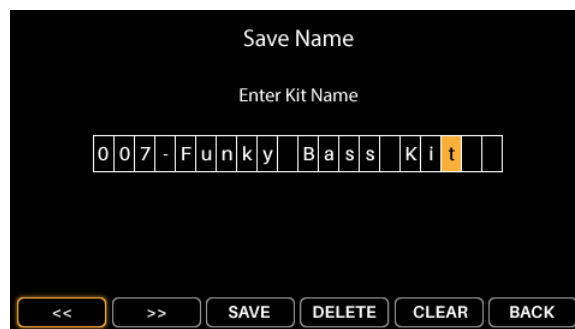 Save Name
Enter Kit Name
007-Funky Bass Kit
<< >> SAVE DELETE CLEAR BACK